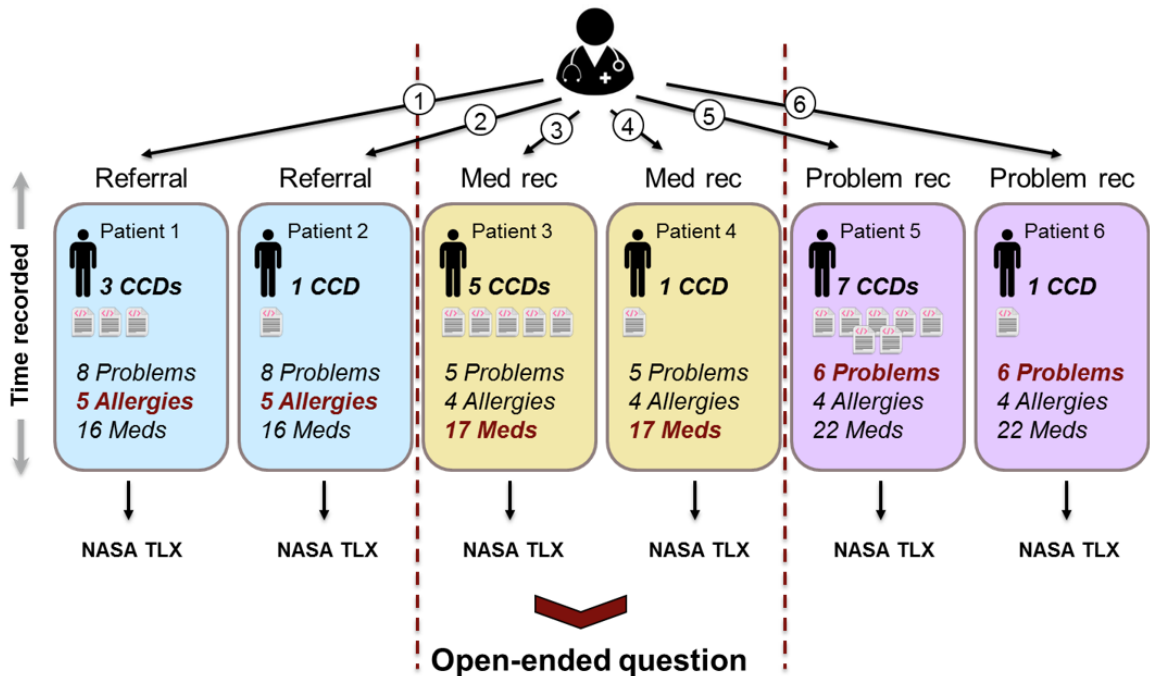 1
2
3
4
5
6
Referral
Referral
Med rec
Med rec
Problem rec
Problem rec
Time recorded
Patient 1
3 CCDs
8 Problems
5 Allergies
16 Meds
Patient 2
1 CCD
8 Problems
5 Allergies
16 Meds
Patient 3
5 CCDs
5 Problems
4 Allergies
17 Meds
Patient 4
1 CCD
5 Problems
4 Allergies
17 Meds
Patient 5
7 CCDs
6 Problems
4 Allergies
22 Meds
Patient 6
1 CCD
6 Problems
4 Allergies
22 Meds
NASA TLX
NASA TLX
NASA TLX
NASA TLX
NASA TLX
NASA TLX
Open-ended question